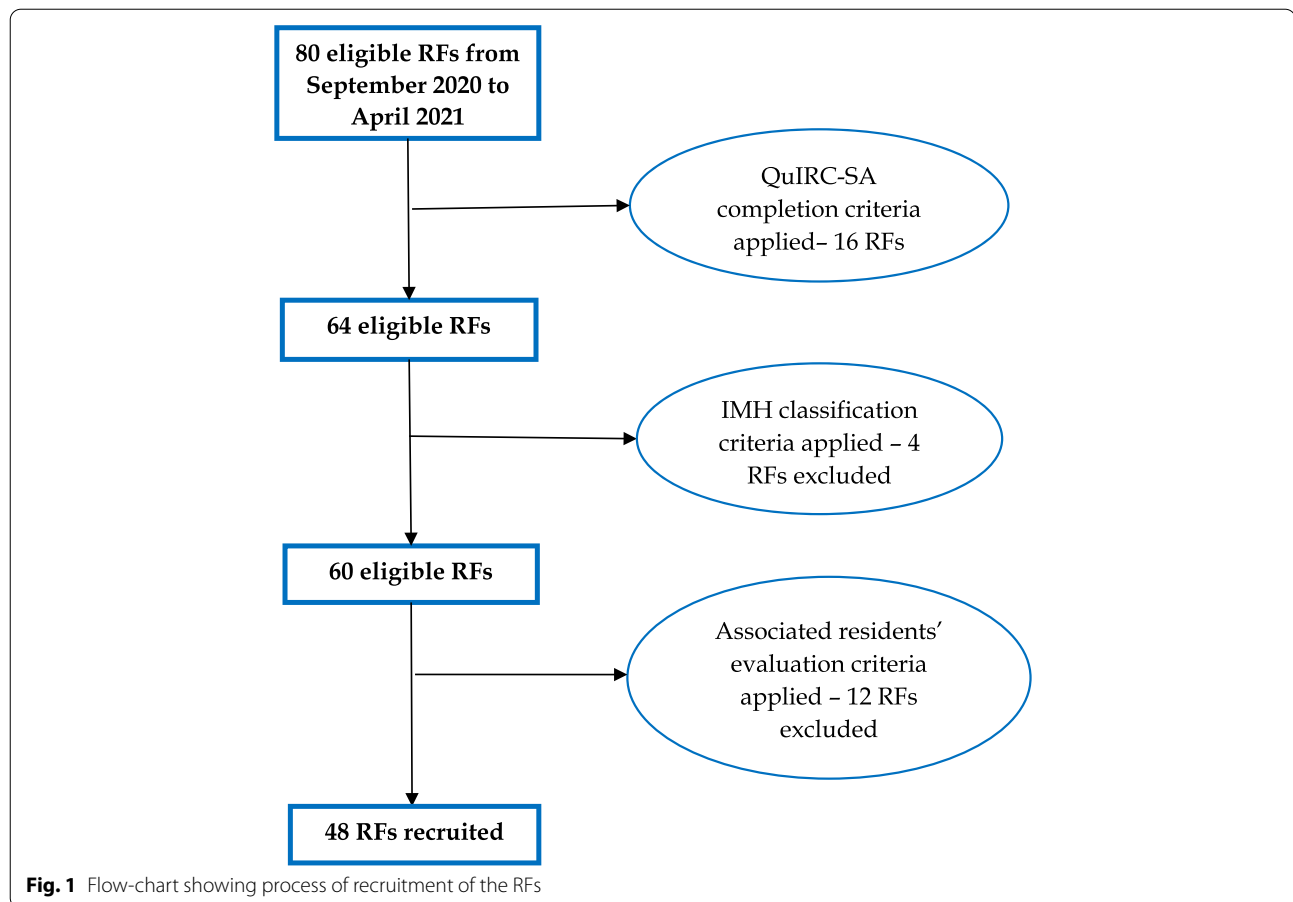 80 eligible RFs from
September 2020 to
April 2021
QuIRC-SA
completion criteria
applied– 16 RFs
64 eligible RFs
IMH classification
criteria applied – 4
RFs excluded
60 eligible RFs
Associated residents’
evaluation criteria
applied – 12 RFs
excluded
48 RFs recruited
Fig. 1 Flow-chart showing process of recruitment of the RFs